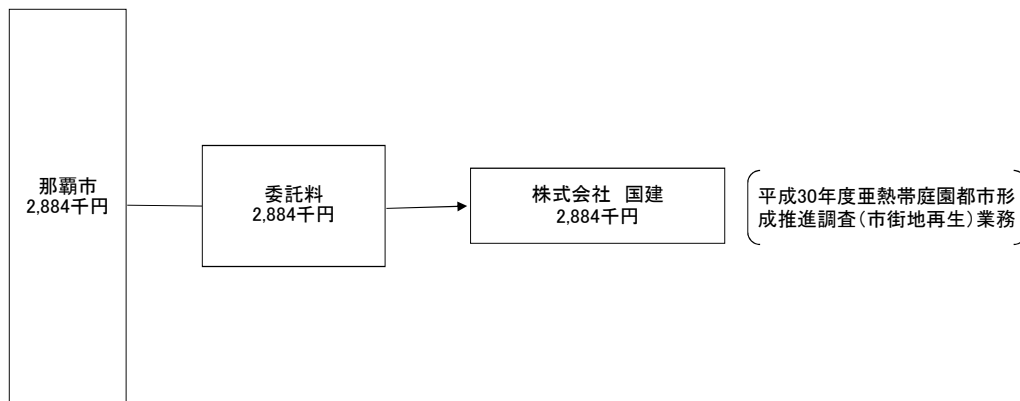 那覇市
2,884千円
委託料
2,884千円
株式会社　国建
2,884千円
平成30年度亜熱帯庭園都市形
成推進調査（市街地再生）業務